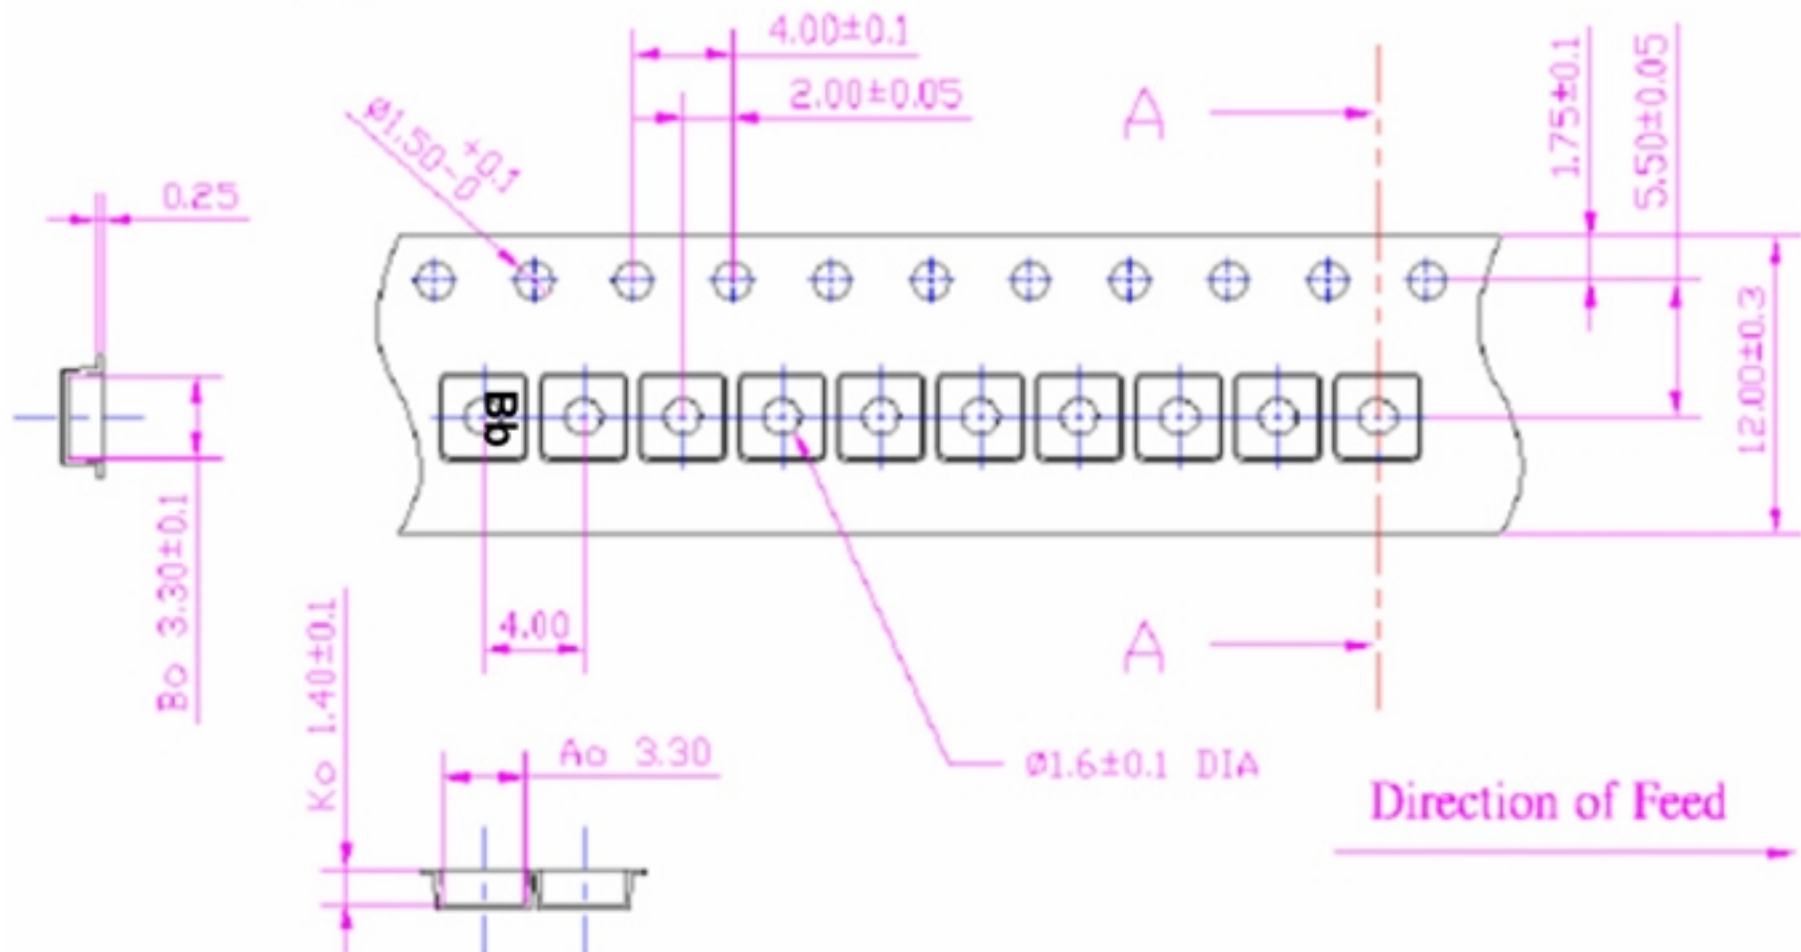 4.00±0.1
2.00±0.05
A
1.75±0.1
5.50±0.05
Ø1.50 +0.1
-0
0.25
12.00±0.3
Bb
Bo 3.30±0.1
4.00
A
Ko 1.40±0.1
Ao 3.30
Ø1.6±0.1 DIA
Direction of Feed